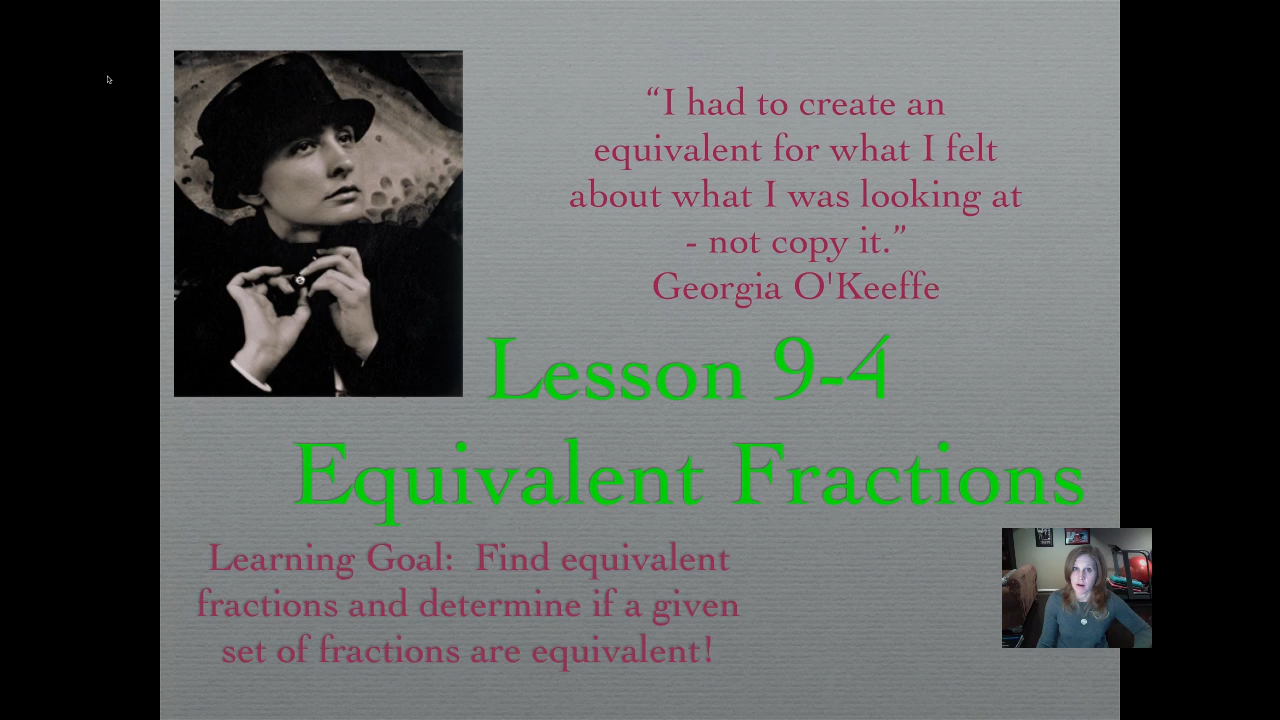 “I had to create an
equivalent for what I felt
about what I was looking at
- not copy it.”
Georgia O'Keeffe
Lesson 9-4
Equivalent Fractions
Learning Goal:  Find equivalent
fractions and determine if a given
set of fractions are equivalent!